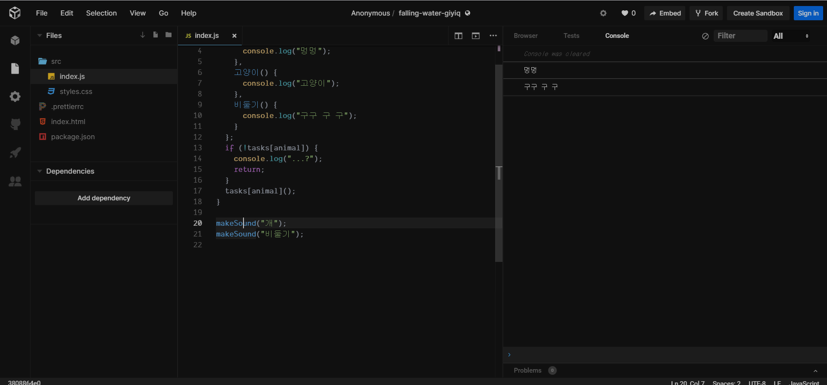 File Edit Selection View Go Help
Anonymous / falling-water-giyiq
0 Embed Fork Create Sandbox Sign in
Files
src
index.js
styles.css
.prettierrc
index.html
package.json
Dependencies
Add dependency
JS index.js
4 console.log("멍멍");
5 },
6 고양이() {
7 console.log("고양이");
8 },
9 비둘기() {
10 console.log("구구 구 구");
11 }
12 };
13 if (!tasks[animal]) {
14 console.log("...?");
15 return;
16 }
17 tasks[animal]();
18 }
19
20 makeSound("개");
21 makeSound("비둘기");
22
Browser Tests Console
Filter All
Console was cleared
멍멍
구구 구 구
Problems 0
3808864e0
Ln 20, Col 7 Spaces: 2 UTF-8 LF JavaScript